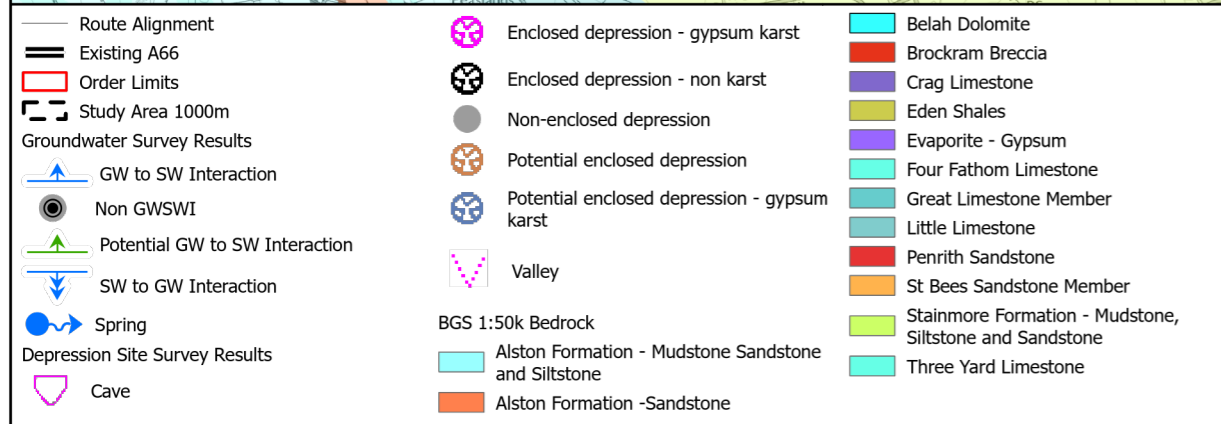 Route Alignment
Existing A66
Order Limits
Study Area 1000m
Groundwater Survey Results
GW to SW Interaction
Non GWSWI
Potential GW to SW Interaction
SW to GW Interaction
Spring
Depression Site Survey Results
Cave
Enclosed depression - gypsum karst
Enclosed depression - non karst
Non-enclosed depression
Potential enclosed depression
Potential enclosed depression - gypsum
karst
Valley
BGS 1:50k Bedrock
Alston Formation - Mudstone Sandstone
and Siltstone
Alston Formation -Sandstone
Belah Dolomite
Brockram Breccia
Crag Limestone
Eden Shales
Evaporite - Gypsum
Four Fathom Limestone
Great Limestone Member
Little Limestone
Penrith Sandstone
St Bees Sandstone Member
Stainmore Formation - Mudstone,
Siltstone and Sandstone
Three Yard Limestone